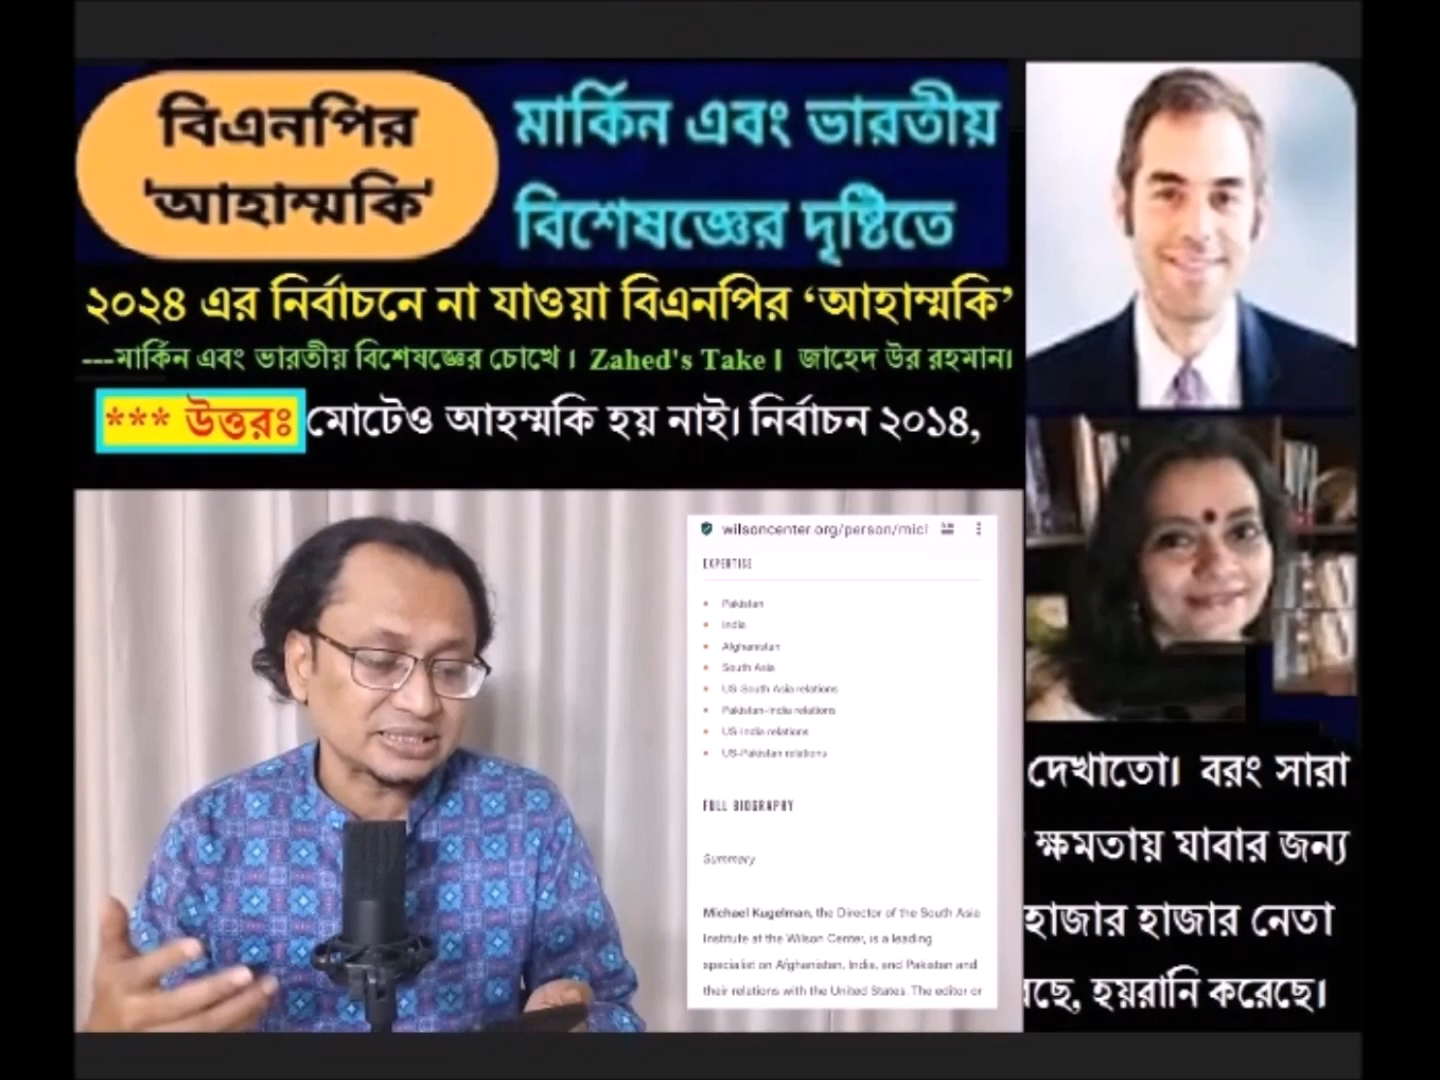 বিএনপির
'আহাম্মকি'
মার্কিন এবং ভারতীয়
বিশেষজ্ঞের দৃষ্টিতে
২০২৪ এর নির্বাচনে না যাওয়া বিএনপির ‘আহাম্মকি’
---মার্কিন এবং ভারতীয় বিশেষজ্ঞের চোখে। Zahed's Take। জাহেদ উর রহমান।
*** উত্তরঃ মোটেও আহম্মকি হয় নাই। নির্বাচন ২০১৪,
wilsoncenter.org/person/micl
EXPERTISE
Pakistan
India
Afghanistan
South Asia
US-South Asia relations
Pakistan-India relations
US-India relations
US-Pakistan relations
FULL BIOGRAPHY
Summary
Michael Kugelman, the Director of the South Asia
Institute at the Wilson Center, is a leading
specialist on Afghanistan, India, and Pakistan and
their relations with the United States. The editor or
দেখাতো। বরং সারা
ক্ষমতায় যাবার জন্য
হাজার হাজার নেতা
হয়রানি করেছে।